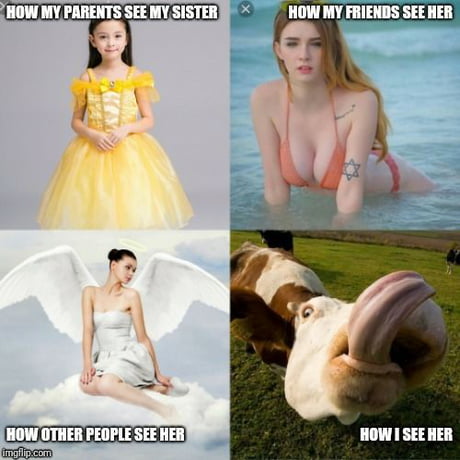 HOW MY PARENTS SEE MY SISTER
HOW MY FRIENDS SEE HER
HOW OTHER PEOPLE SEE HER
HOW I SEE HER
imgflip.com